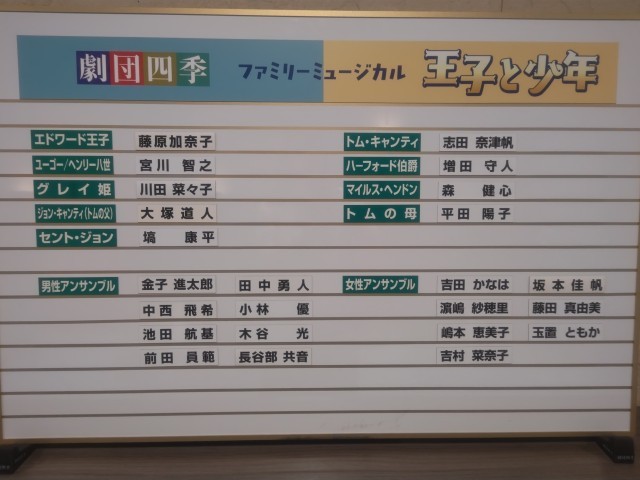 劇団四季 ファミリーミュージカル 王子と少年
エドワード王子 藤原加奈子 トム・キャンティ 志田 奈津帆
ユーゴー/ヘンリー八世 宮川 智之 ハーフォード伯爵 増田 守人
グレイ姫 川田 菜々子 マイルス・ヘンドン 森 健心
ジョン・キャンティ(トムの父) 大塚道人 トムの母 平田 陽子
セント・ジョン 塙 康平
男性アンサンブル 金子 進太郎 田中勇人 女性アンサンブル 吉田 かなは 坂本佳帆
中西 飛希 小林 優 濵嶋 紗穂里 藤田 真由美
池田 航基 木谷 光 嶋本 恵美子 玉置 ともか
前田 員範 長谷部 共音 吉村 菜奈子